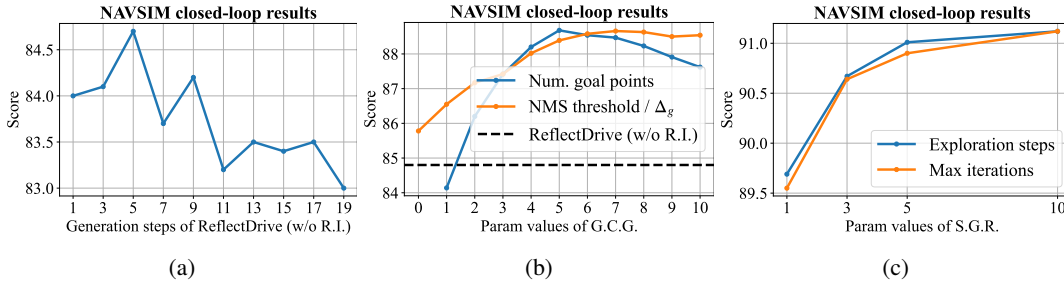 NAVSIM closed-loop results
84.5
84.0
83.5
83.0
Score
1 3 5 7 9 11 13 15 17 19
Generation steps of ReflectDrive (w/o R.I.)
(a)
NAVSIM closed-loop results
88
87
86
85
84
Score
Num. goal points
NMS threshold / Δg
ReflectDrive (w/o R.I.)
0 1 2 3 4 5 6 7 8 9 10
Param values of G.C.G.
(b)
NAVSIM closed-loop results
91.0
90.5
90.0
89.5
Score
Exploration steps
Max iterations
1 3 5 10
Param values of S.G.R.
(c)